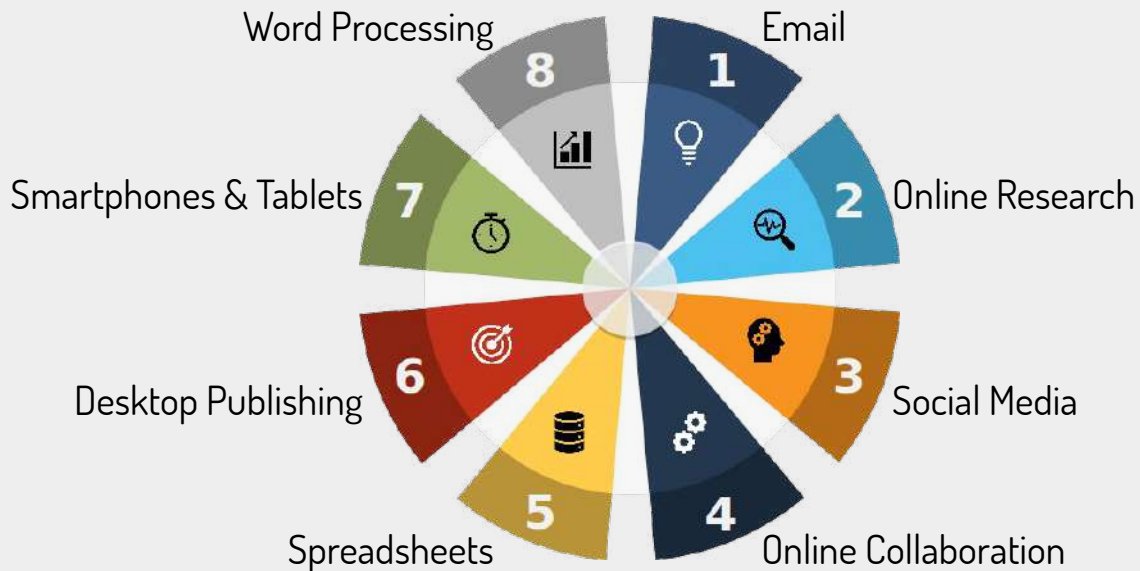 Word Processing
8
1
Email
Smartphones & Tablets
7
2
Online Research
Desktop Publishing
6
3
Social Media
Spreadsheets
5
4
Online Collaboration